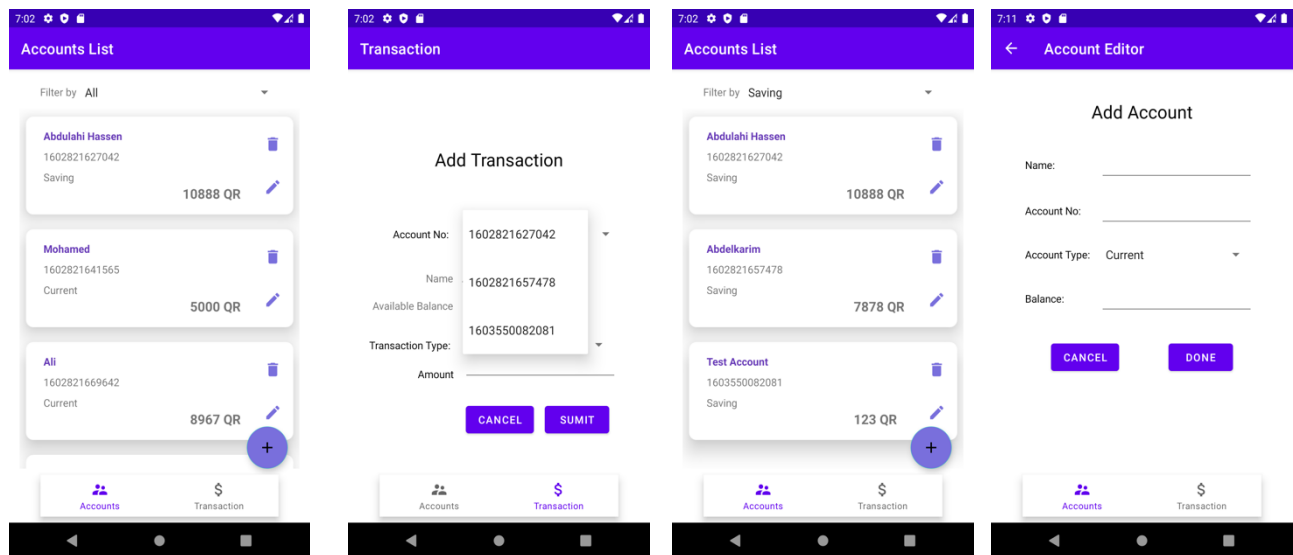 7:02
Accounts List
Filter by All
Abdulahi Hassen
1602821627042
Saving
10888 QR
Mohamed
1602821641565
Current
5000 QR
Ali
1602821669642
Current
8967 QR
+
Accounts
$
Transaction
7:02
Transaction
Add Transaction
Account No: 1602821627042
Name 1602821657478
Available Balance
1603550082081
Transaction Type:
Amount
CANCEL SUMIT
Accounts
$
Transaction
7:02
Accounts List
Filter by Saving
Abdulahi Hassen
1602821627042
Saving
10888 QR
Abdelkarim
1602821657478
Saving
7878 QR
Test Account
1603550082081
Saving
123 QR
+
Accounts
$
Transaction
7:11
Account Editor
Add Account
Name:
Account No:
Account Type: Current
Balance:
CANCEL DONE
Accounts
$
Transaction